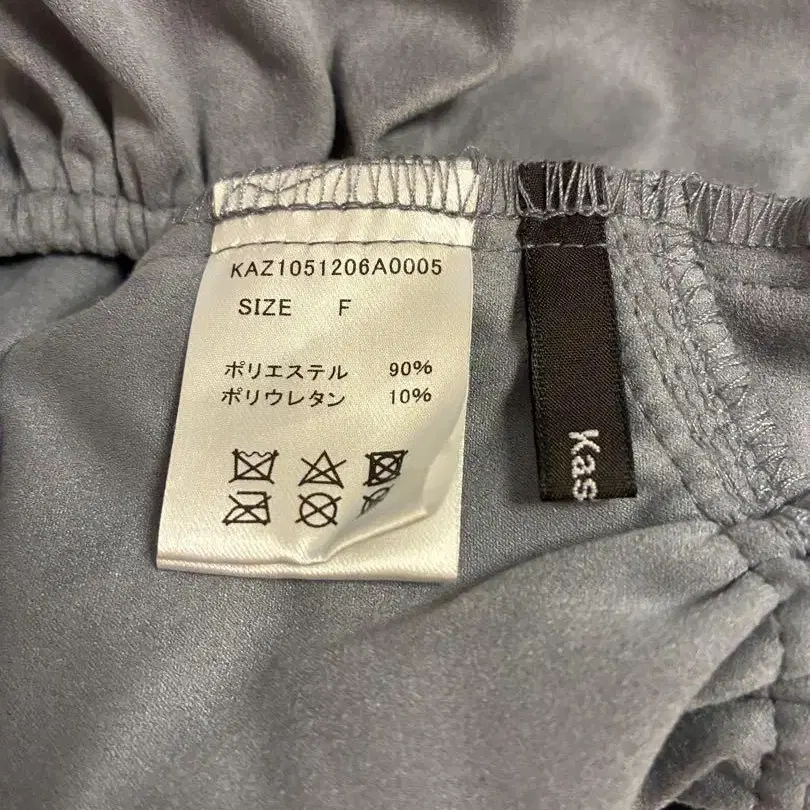 KAZ1051206A0005
SIZE F
ポリエステル 90%
ポリウレタン 10%
Kas